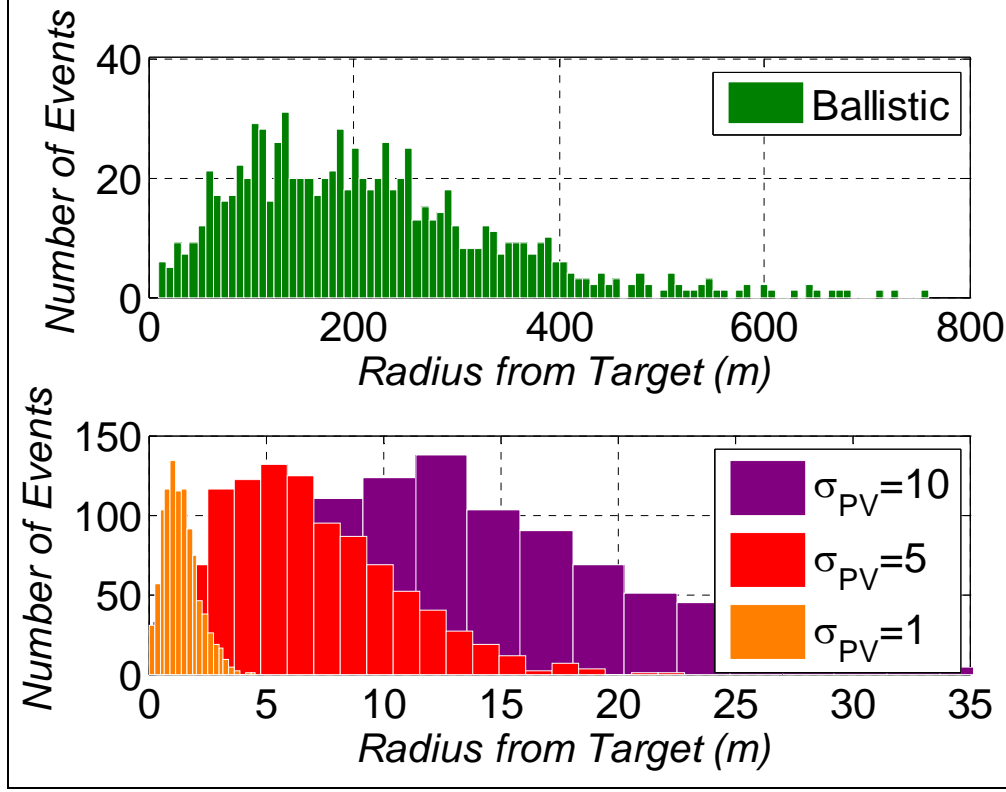 Number of Events
40
20
0
Ballistic
0 200 400 600 800
Radius from Target (m)
Number of Events
150
100
50
0
σPV=10
σPV=5
σPV=1
0 5 10 15 20 25 30 35
Radius from Target (m)